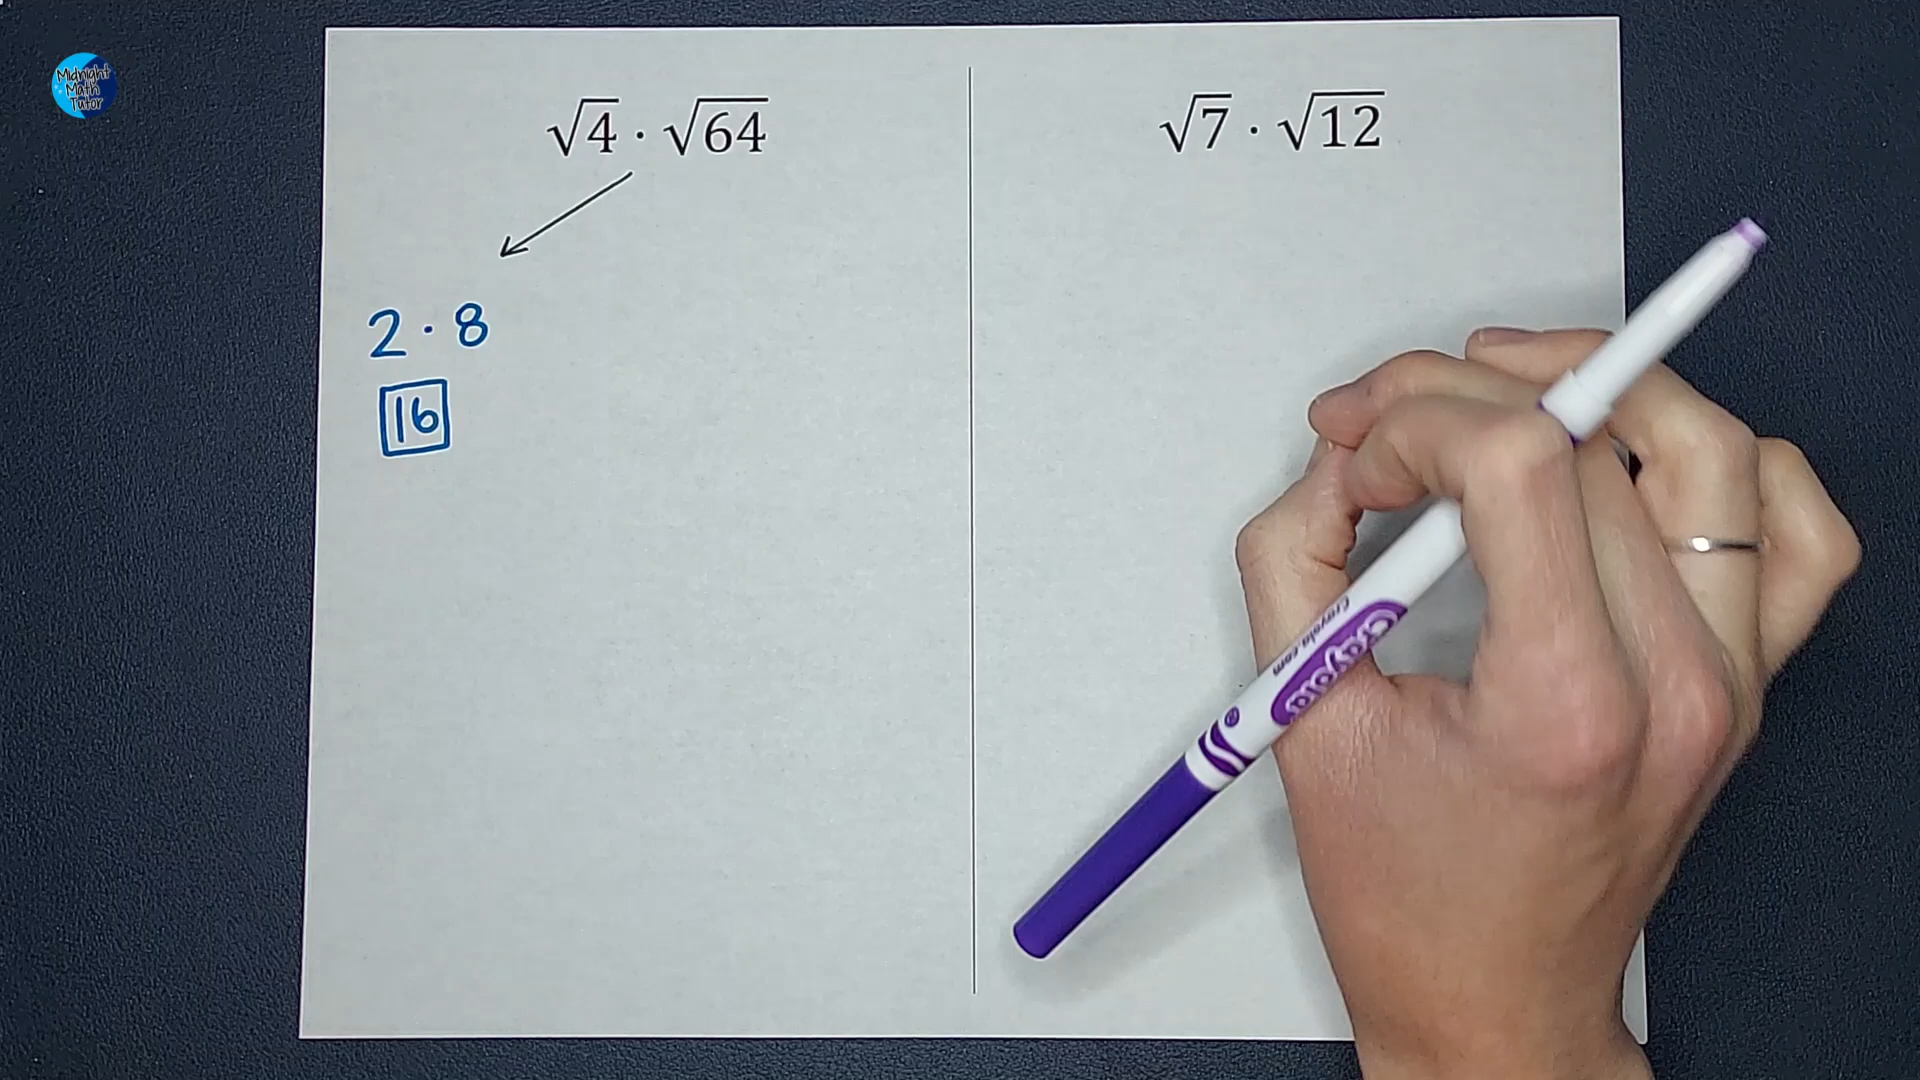 Midnight
Math
Tutor
√4 · √64
2 · 8
16
√7 · √12
Crayola
Crayola.com